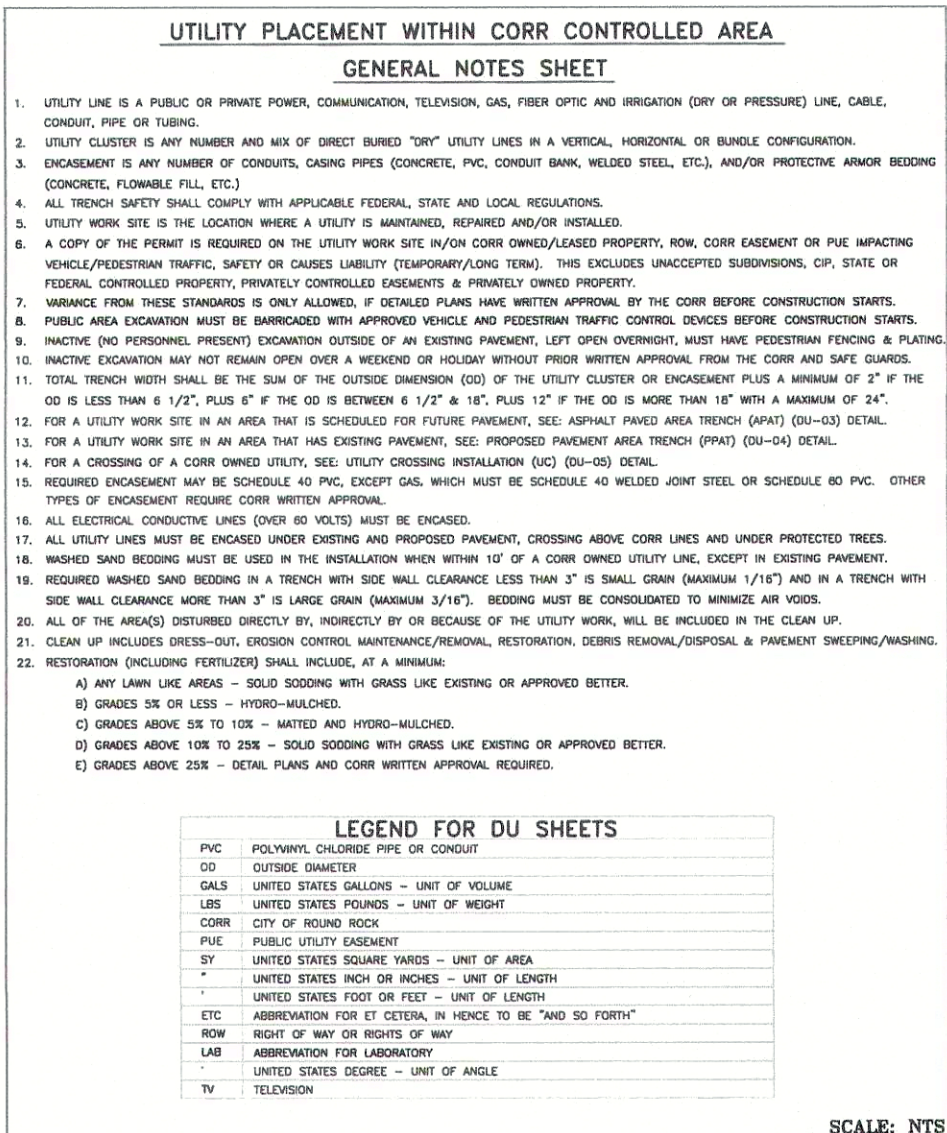 UTILITY PLACEMENT WITHIN CORR CONTROLLED AREA
GENERAL NOTES SHEET
1. UTILITY LINE IS A PUBLIC OR PRIVATE POWER, COMMUNICATION, TELEVISION, GAS, FIBER OPTIC AND IRRIGATION (DRY OR PRESSURE) LINE, CABLE,
CONDUIT, PIPE OR TUBING.
2. UTILITY CLUSTER IS ANY NUMBER AND MIX OF DIRECT BURIED "DRY" UTILITY LINES IN A VERTICAL, HORIZONTAL OR BUNDLE CONFIGURATION.
3. ENCASEMENT IS ANY NUMBER OF CONDUITS, CASING PIPES (CONCRETE, PVC, CONDUIT BANK, WELDED STEEL, ETC.), AND/OR PROTECTIVE ARMOR BEDDING
(CONCRETE, FLOWABLE FILL, ETC.)
4. ALL TRENCH SAFETY SHALL COMPLY WITH APPLICABLE FEDERAL, STATE AND LOCAL REGULATIONS.
5. UTILITY WORK SITE IS THE LOCATION WHERE A UTILITY IS MAINTAINED, REPAIRED AND/OR INSTALLED.
6. A COPY OF THE PERMIT IS REQUIRED ON THE UTILITY WORK SITE IN/ON CORR OWNED/LEASED PROPERTY, ROW, CORR EASEMENT OR PUE IMPACTING
VEHICLE/PEDESTRIAN TRAFFIC, SAFETY OR CAUSES LIABILITY (TEMPORARY/LONG TERM). THIS EXCLUDES UNACCEPTED SUBDIVISIONS, CIP, STATE OR
FEDERAL CONTROLLED PROPERTY, PRIVATELY CONTROLLED EASEMENTS & PRIVATELY OWNED PROPERTY.
7. VARIANCE FROM THESE STANDARDS IS ONLY ALLOWED, IF DETAILED PLANS HAVE WRITTEN APPROVAL BY THE CORR BEFORE CONSTRUCTION STARTS.
8. PUBLIC AREA EXCAVATION MUST BE BARRICADED WITH APPROVED VEHICLE AND PEDESTRIAN TRAFFIC CONTROL DEVICES BEFORE CONSTRUCTION STARTS.
9. INACTIVE (NO PERSONNEL PRESENT) EXCAVATION OUTSIDE OF AN EXISTING PAVEMENT, LEFT OPEN OVERNIGHT, MUST HAVE PEDESTRIAN FENCING & PLATING.
10. INACTIVE EXCAVATION MAY NOT REMAIN OPEN OVER A WEEKEND OR HOLIDAY WITHOUT PRIOR WRITTEN APPROVAL FROM THE CORR AND SAFE GUARDS.
11. TOTAL TRENCH WIDTH SHALL BE THE SUM OF THE OUTSIDE DIMENSION (OD) OF THE UTILITY CLUSTER OR ENCASEMENT PLUS A MINIMUM OF 2" IF THE
OD IS LESS THAN 6 1/2", PLUS 6" IF THE OD IS BETWEEN 6 1/2" & 18", PLUS 12" IF THE OD IS MORE THAN 18" WITH A MAXIMUM OF 24".
12. FOR A UTILITY WORK SITE IN AN AREA THAT IS SCHEDULED FOR FUTURE PAVEMENT, SEE: ASPHALT PAVED AREA TRENCH (APAT) (DU-03) DETAIL.
13. FOR A UTILITY WORK SITE IN AN AREA THAT HAS EXISTING PAVEMENT, SEE: PROPOSED PAVEMENT AREA TRENCH (PPAT) (DU-04) DETAIL.
14. FOR A CROSSING OF A CORR OWNED UTILITY, SEE: UTILITY CROSSING INSTALLATION (UC) (DU-05) DETAIL.
15. REQUIRED ENCASEMENT MAY BE SCHEDULE 40 PVC, EXCEPT GAS, WHICH MUST BE SCHEDULE 40 WELDED JOINT STEEL OR SCHEDULE 80 PVC. OTHER
TYPES OF ENCASEMENT REQUIRE CORR WRITTEN APPROVAL.
16. ALL ELECTRICAL CONDUCTIVE LINES (OVER 60 VOLTS) MUST BE ENCASED.
17. ALL UTILITY LINES MUST BE ENCASED UNDER EXISTING AND PROPOSED PAVEMENT, CROSSING ABOVE CORR LINES AND UNDER PROTECTED TREES.
18. WASHED SAND BEDDING MUST BE USED IN THE INSTALLATION WHEN WITHIN 10' OF A CORR OWNED UTILITY LINE, EXCEPT IN EXISTING PAVEMENT.
19. REQUIRED WASHED SAND BEDDING IN A TRENCH WITH SIDE WALL CLEARANCE LESS THAN 3" IS SMALL GRAIN (MAXIMUM 1/16") AND IN A TRENCH WITH
SIDE WALL CLEARANCE MORE THAN 3" IS LARGE GRAIN (MAXIMUM 3/16"). BEDDING MUST BE CONSOLIDATED TO MINIMIZE AIR VOIDS.
20. ALL OF THE AREA(S) DISTURBED DIRECTLY BY, INDIRECTLY BY OR BECAUSE OF THE UTILITY WORK, WILL BE INCLUDED IN THE CLEAN UP.
21. CLEAN UP INCLUDES DRESS-OUT, EROSION CONTROL MAINTENANCE/REMOVAL, RESTORATION, DEBRIS REMOVAL/DISPOSAL & PAVEMENT SWEEPING/WASHING.
22. RESTORATION (INCLUDING FERTILIZER) SHALL INCLUDE, AT A MINIMUM:
A) ANY LAWN LIKE AREAS - SOLID SODDING WITH GRASS LIKE EXISTING OR APPROVED BETTER.
B) GRADES 5% OR LESS - HYDRO-MULCHED.
C) GRADES ABOVE 5% TO 10% - MATTED AND HYDRO-MULCHED.
D) GRADES ABOVE 10% TO 25% - SOLID SODDING WITH GRASS LIKE EXISTING OR APPROVED BETTER.
E) GRADES ABOVE 25% - DETAIL PLANS AND CORR WRITTEN APPROVAL REQUIRED.
LEGEND FOR DU SHEETS
PVC POLYVINYL CHLORIDE PIPE OR CONDUIT
OD OUTSIDE DIAMETER
GALS UNITED STATES GALLONS - UNIT OF VOLUME
LBS UNITED STATES POUNDS - UNIT OF WEIGHT
CORR CITY OF ROUND ROCK
PUE PUBLIC UTILITY EASEMENT
SY UNITED STATES SQUARE YARDS - UNIT OF AREA
" UNITED STATES INCH OR INCHES - UNIT OF LENGTH
' UNITED STATES FOOT OR FEET - UNIT OF LENGTH
ETC ABBREVIATION FOR ET CETERA, IN HENCE TO BE "AND SO FORTH"
ROW RIGHT OF WAY OR RIGHTS OF WAY
LAB ABBREVIATION FOR LABORATORY
° UNITED STATES DEGREE - UNIT OF ANGLE
TV TELEVISION
SCALE: NTS